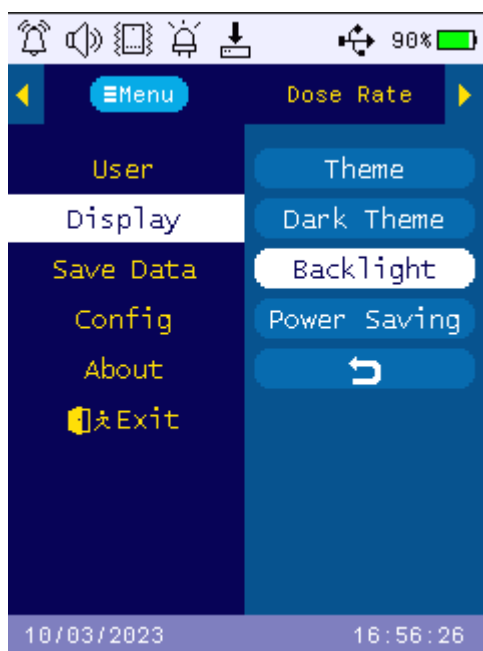 90%
Menu Dose Rate
User Theme
Display Dark Theme
Save Data Backlight
Config Power Saving
About
Exit
10/03/2023 16:56:26